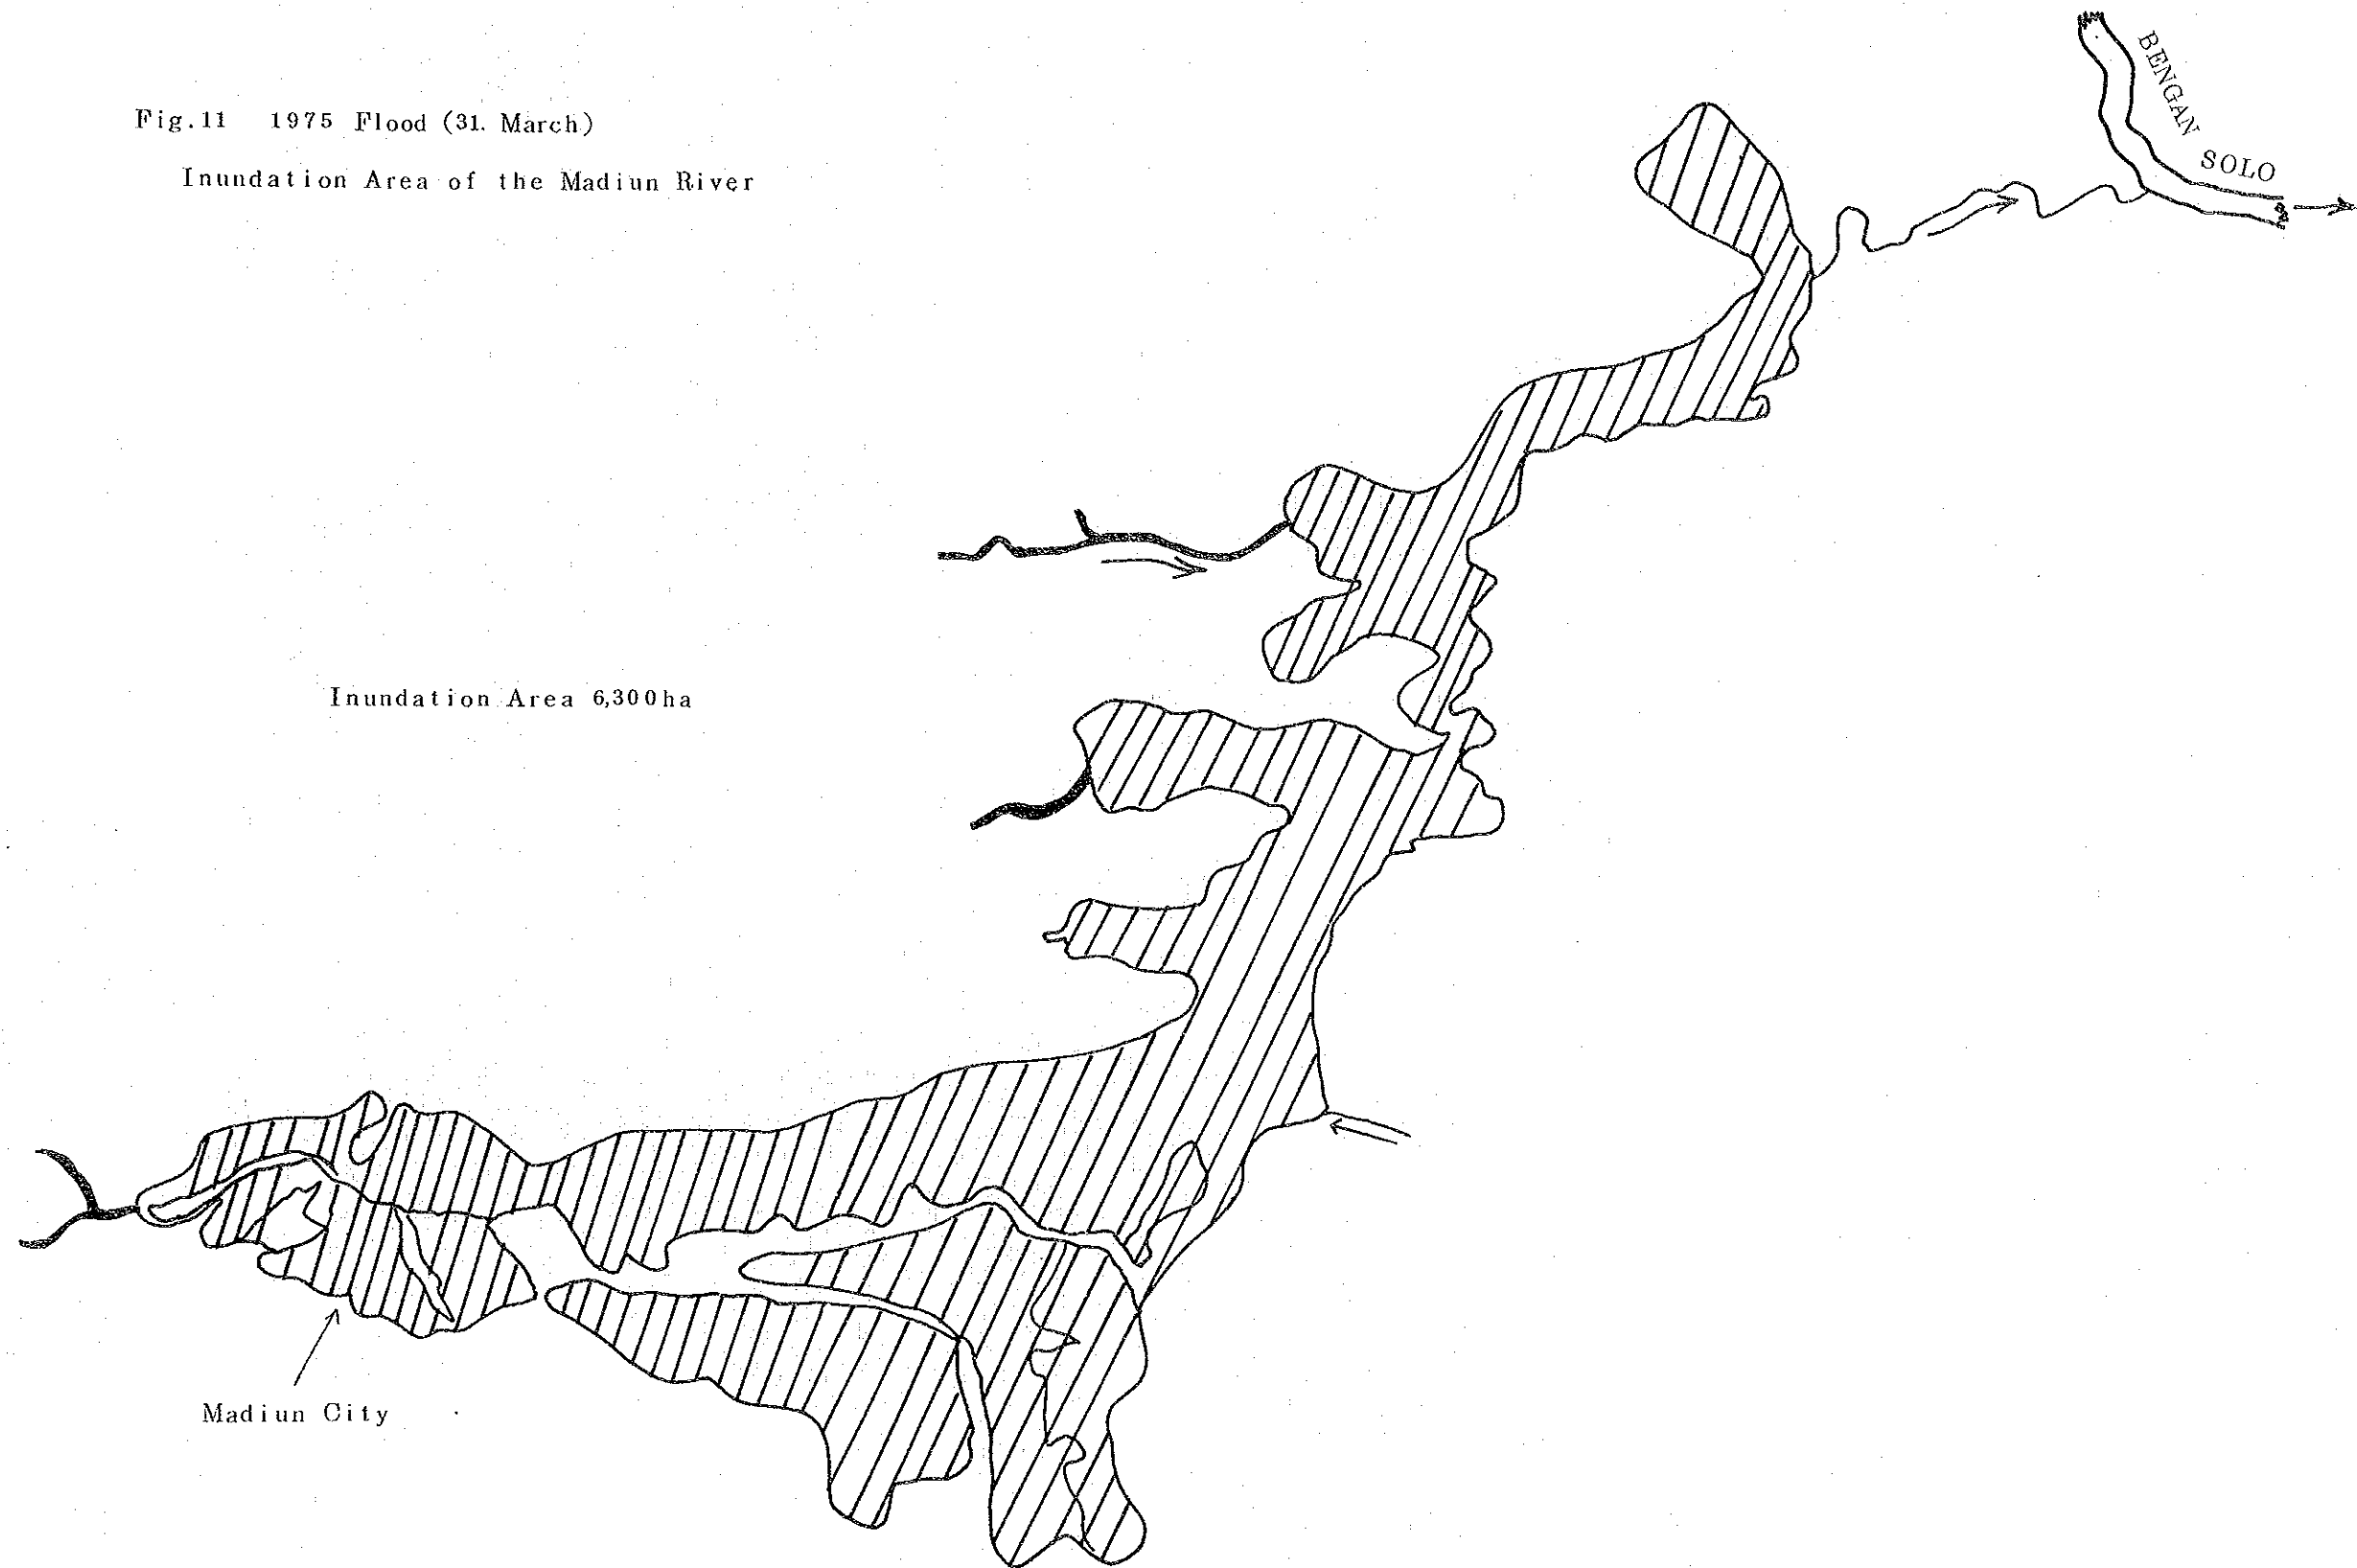 Fig.11 1975 Flood (31. March)
Inundation Area of the Madiun River
BENGAN SOLO
Inundation Area 6,300ha
Madiun City